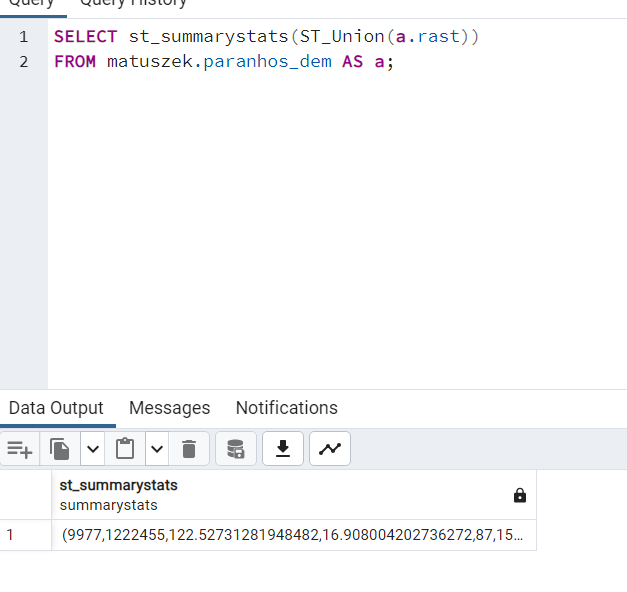 Query Query History
1 SELECT st_summarystats(ST_Union(a.rast))
2 FROM matuszek.paranhos_dem AS a;
Data Output Messages Notifications
st_summarystats
summarystats
1 (9977,1222455,122.52731281948482,16.908004202736272,87,15...